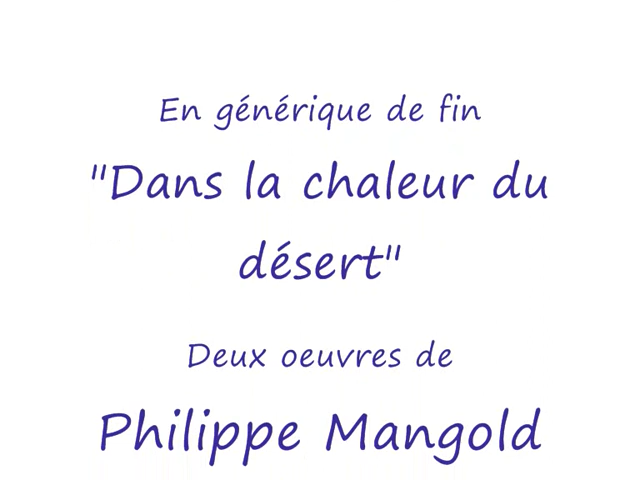 En générique de fin
"Dans la chaleur du
désert"
Deux oeuvres de
Philippe Mangold